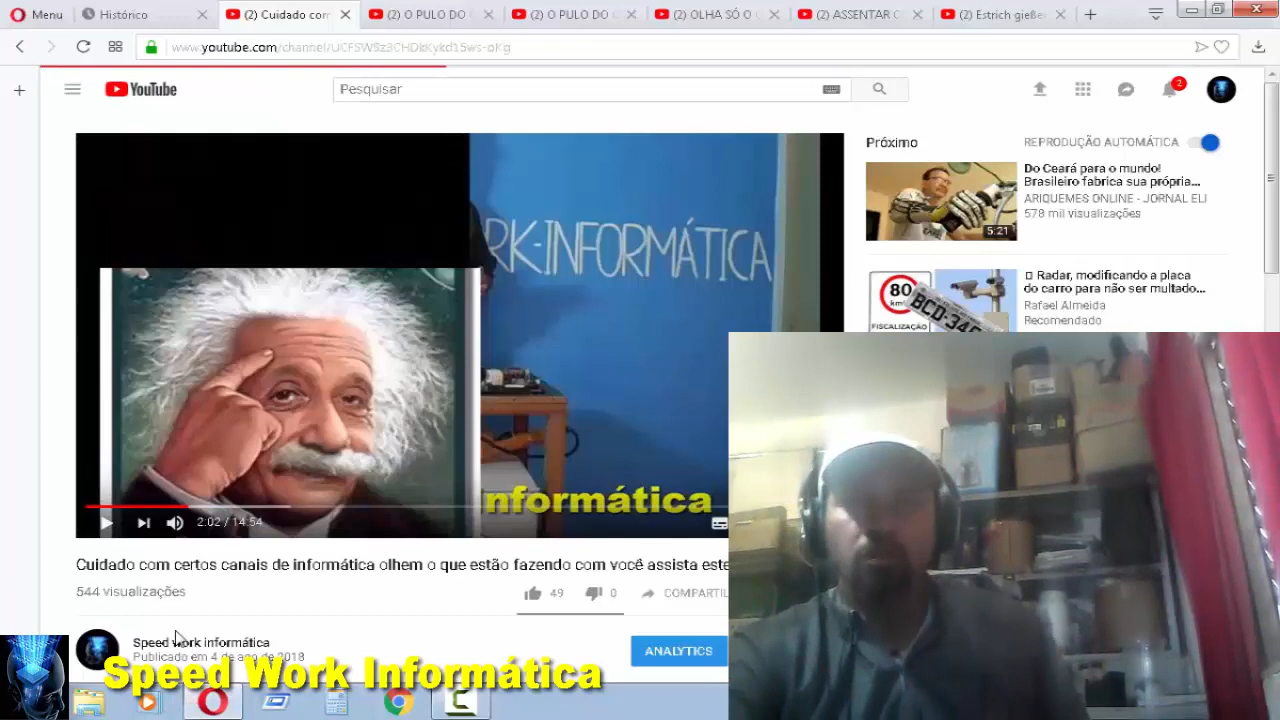 Menu
Histórico
(2) Cuidado com
(2) O PULO DO
(2) O PULO DO
(2) OLHA SÓ O
(2) ASSENTAR C
(2) Estrich gieße
www.youtube.com/channel/
YouTube
Pesquisar
2
RK-INFORMÁTICA
nformática
2:02 / 14:54
Próximo
REPRODUÇÃO AUTOMÁTICA
Do Ceará para o mundo!
Brasileiro fabrica sua própria...
ARIQUEMES ONLINE - JORNAL ELI
578 mil visualizações
5:21
Radar, modificando a placa
do carro para não ser multado...
Rafael Almeida
Recomendado
80
km/
FISCALIZAÇÃO
Cuidado com certos canais de informática olhem o que estão fazendo com você assista este
544 visualizações
49
0
COMPARTIL
Speed work informática
Publicado em 4 de ago de 2018
ANALYTICS
Speed Work Informática